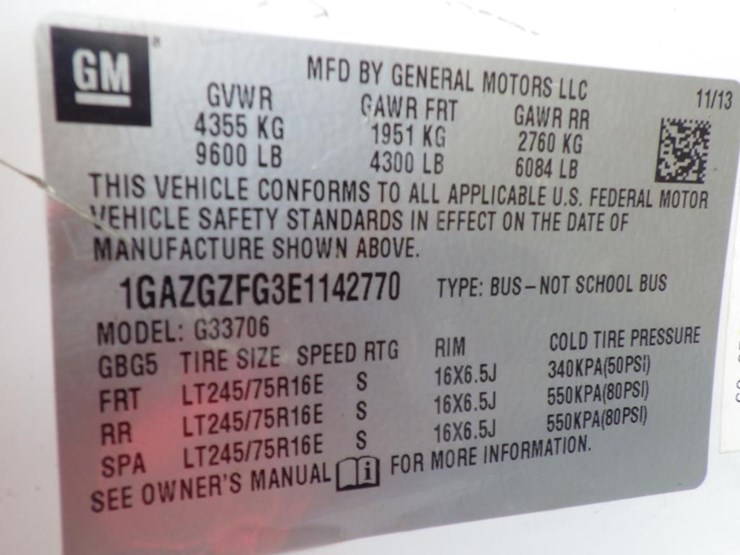 GM
MFD BY GENERAL MOTORS LLC
11/13
GVWR GAWR FRT GAWR RR
4355 KG 1951 KG 2760 KG
9600 LB 4300 LB 6084 LB
THIS VEHICLE CONFORMS TO ALL APPLICABLE U.S. FEDERAL MOTOR
VEHICLE SAFETY STANDARDS IN EFFECT ON THE DATE OF
MANUFACTURE SHOWN ABOVE.
1GAZGZFG3E1142770 TYPE: BUS – NOT SCHOOL BUS
MODEL: G33706
GBG5 TIRE SIZE SPEED RTG RIM COLD TIRE PRESSURE
FRT LT245/75R16E S 16X6.5J 340KPA(50PSI)
RR LT245/75R16E S 16X6.5J 550KPA(80PSI)
SPA LT245/75R16E S 16X6.5J 550KPA(80PSI)
SEE OWNER'S MANUAL i FOR MORE INFORMATION.